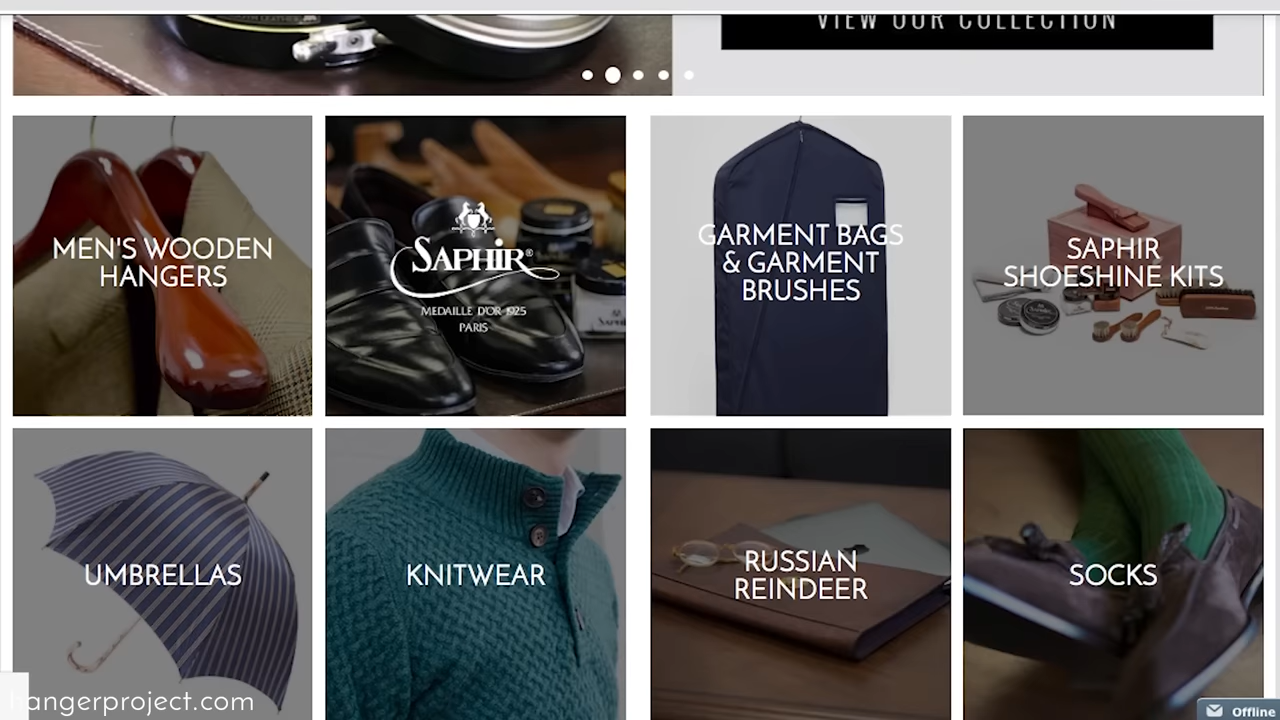 VIEW OUR COLLECTION
MEN'S WOODEN
HANGERS
SAPHIR®
MEDAILLE D'OR 1925
PARIS
GARMENT BAGS
& GARMENT
BRUSHES
SAPHIR
SHOESHINE KITS
UMBRELLAS
KNITWEAR
RUSSIAN
REINDEER
SOCKS
hangerproject.com
Offline